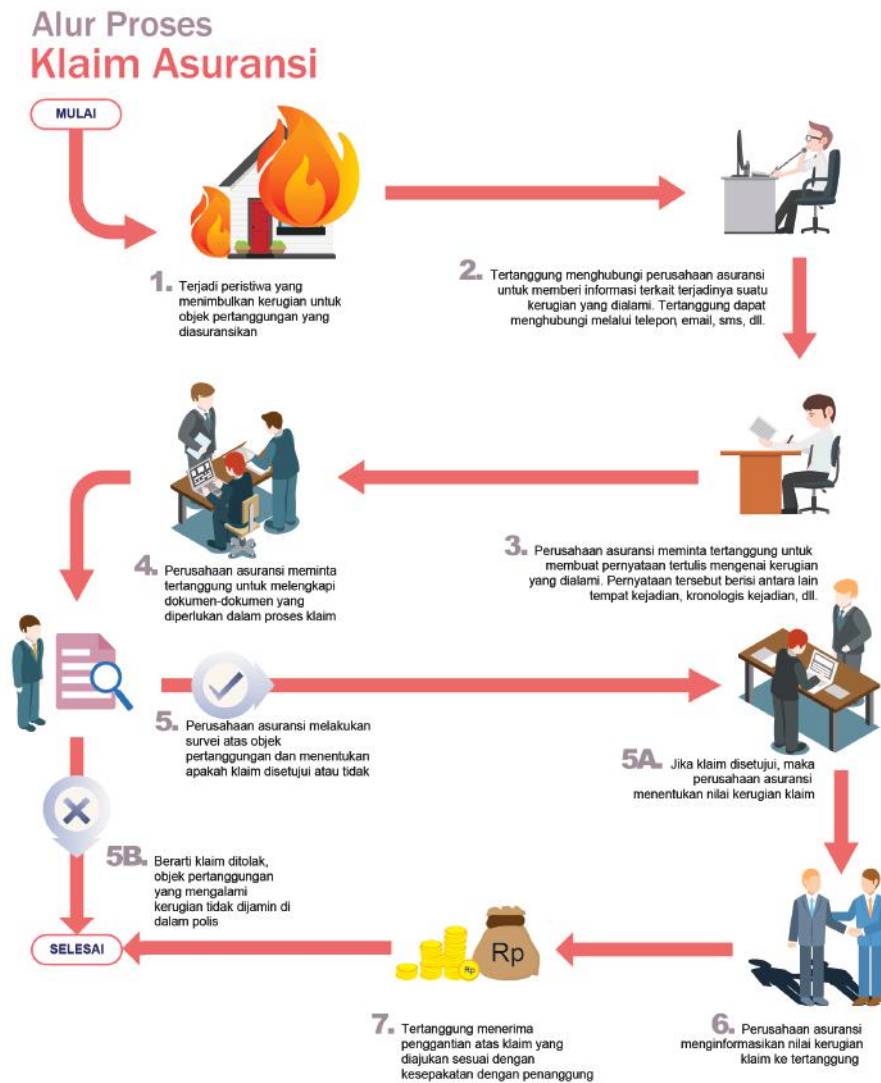 Alur Proses
Klaim Asuransi
MULAI
1. Terjadi peristiwa yang
menimbulkan kerugian untuk
objek pertanggungan yang
diasuransikan
2. Tertanggung menghubungi perusahaan asuransi
untuk memberi informasi terkait terjadinya suatu
kerugian yang dialami. Tertanggung dapat
menghubungi melalui telepon, email, sms, dll.
3. Perusahaan asuransi meminta tertanggung untuk
membuat pernyataan tertulis mengenai kerugian
yang dialami. Pernyataan tersebut berisi antara lain
tempat kejadian, kronologis kejadian, dll.
4. Perusahaan asuransi meminta
tertanggung untuk melengkapi
dokumen-dokumen yang
diperlukan dalam proses klaim
5. Perusahaan asuransi melakukan
survei atas objek
pertanggungan dan menentukan
apakah klaim disetujui atau tidak
5A. Jika klaim disetujui, maka
perusahaan asuransi
menentukan nilai kerugian klaim
5B. Berarti klaim ditolak,
objek pertanggungan
yang mengalami
kerugian tidak dijamin di
dalam polis
SELESAI
Rp
Rp
6. Perusahaan asuransi
menginformasikan nilai kerugian
klaim ke tertanggung
7. Tertanggung menerima
penggantian atas klaim yang
diajukan sesuai dengan
kesepakatan dengan penanggung